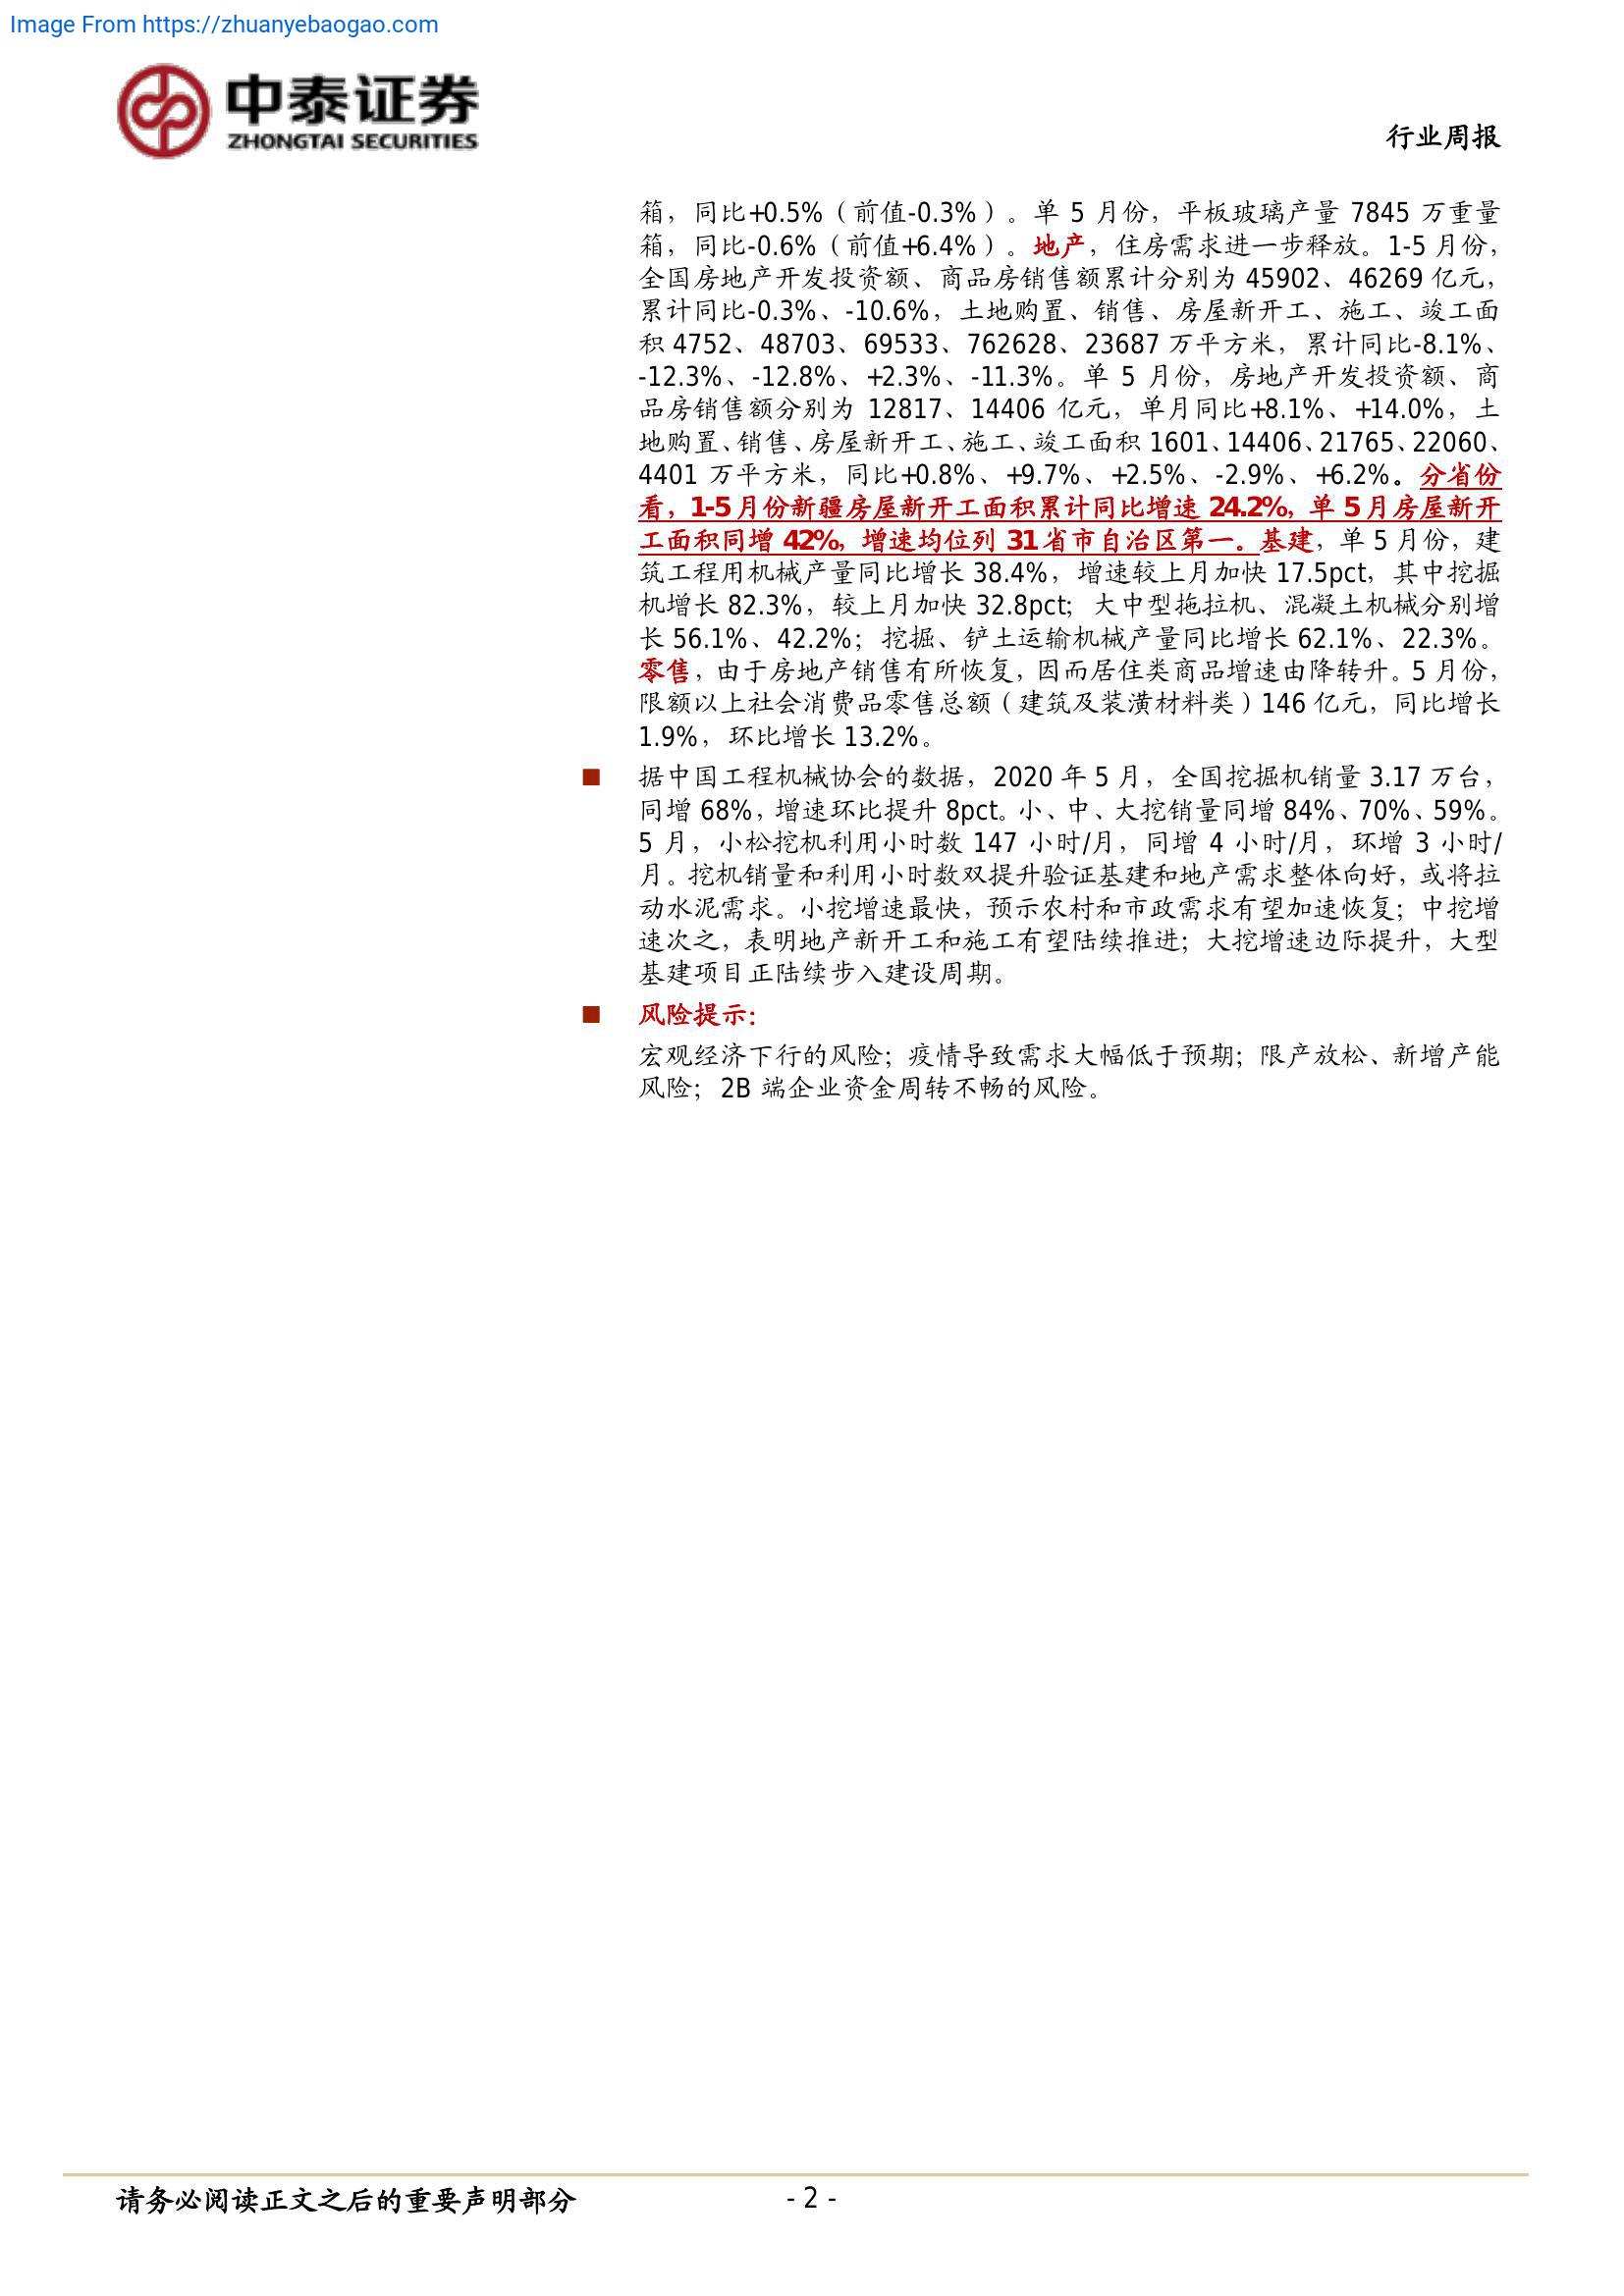 Image From https://zhuanyebaogao.com
中泰证券
ZHONGTAI SECURITIES
行业周报
箱，同比+0.5%（前值-0.3%）。单 5 月份，平板玻璃产量 7845 万重量
箱，同比-0.6%（前值+6.4%）。地产，住房需求进一步释放。1-5 月份，
全国房地产开发投资额、商品房销售额累计分别为 45902、46269 亿元，
累计同比-0.3%、-10.6%，土地购置、销售、房屋新开工、施工、竣工面
积 4752、48703、69533、762628、23687 万平方米，累计同比-8.1%、
-12.3%、-12.8%、+2.3%、-11.3%。单 5 月份，房地产开发投资额、商
品房销售额分别为 12817、14406 亿元，单月同比+8.1%、+14.0%，土
地购置、销售、房屋新开工、施工、竣工面积 1601、14406、21765、22060、
4401 万平方米，同比+0.8%、+9.7%、+2.5%、-2.9%、+6.2%。分省份
看，1-5 月份新疆房屋新开工面积累计同比增速 24.2%，单 5 月房屋新开
工面积同增 42%，增速均位列 31 省市自治区第一。基建，单 5 月份，建
筑工程用机械产量同比增长 38.4%，增速较上月加快 17.5pct，其中挖掘
机增长 82.3%，较上月加快 32.8pct；大中型拖拉机、混凝土机械分别增
长 56.1%、42.2%；挖掘、铲土运输机械产量同比增长 62.1%、22.3%。
零售，由于房地产销售有所恢复，因而居住类商品增速由降转升。5 月份，
限额以上社会消费品零售总额（建筑及装潢材料类）146 亿元，同比增长
1.9%，环比增长 13.2%。
■ 据中国工程机械协会的数据，2020 年 5 月，全国挖掘机销量 3.17 万台，
同增 68%，增速环比提升 8pct。小、中、大挖销量同增 84%、70%、59%。
5 月，小松挖机利用小时数 147 小时/月，同增 4 小时/月，环增 3 小时/
月。挖机销量和利用小时数双提升验证基建和地产需求整体向好，或将拉
动水泥需求。小挖增速最快，预示农村和市政需求有望加速恢复；中挖增
速次之，表明地产新开工和施工有望陆续推进；大挖增速边际提升，大型
基建项目正陆续步入建设周期。
■ 风险提示：
宏观经济下行的风险；疫情导致需求大幅低于预期；限产放松、新增产能
风险；2B 端企业资金周转不畅的风险。
请务必阅读正文之后的重要声明部分
- 2 -